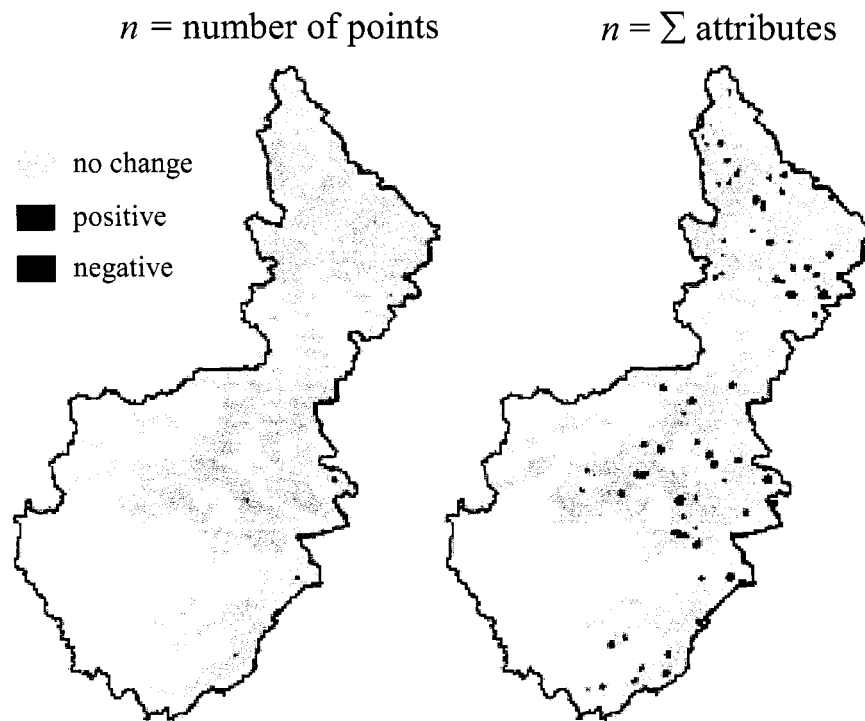 n = number of points
n = ∑ attributes
no change
positive
negative